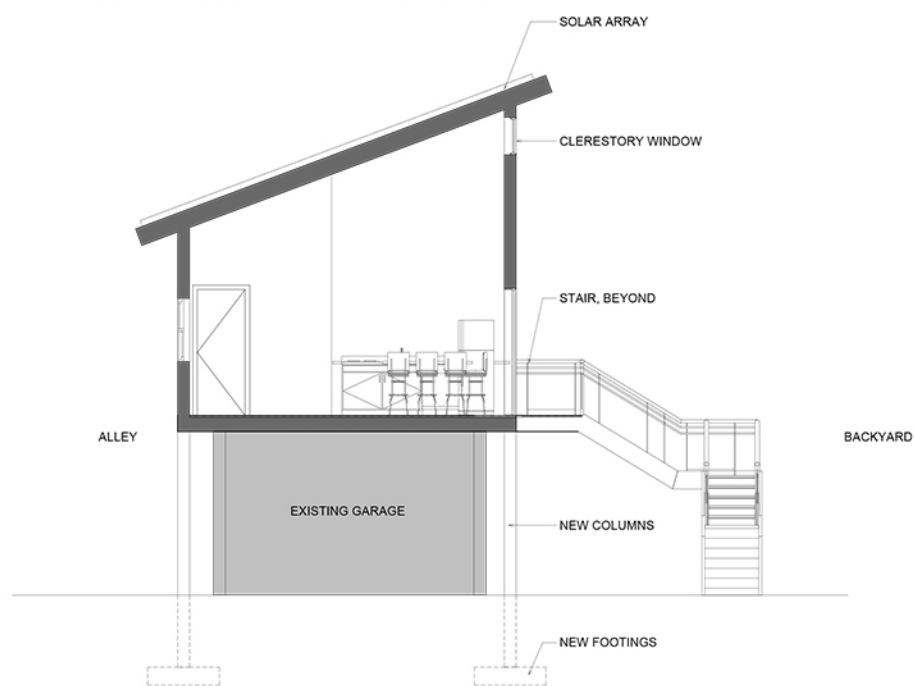 SOLAR ARRAY
CLERESTORY WINDOW
STAIR, BEYOND
ALLEY
BACKYARD
EXISTING GARAGE
NEW COLUMNS
NEW FOOTINGS